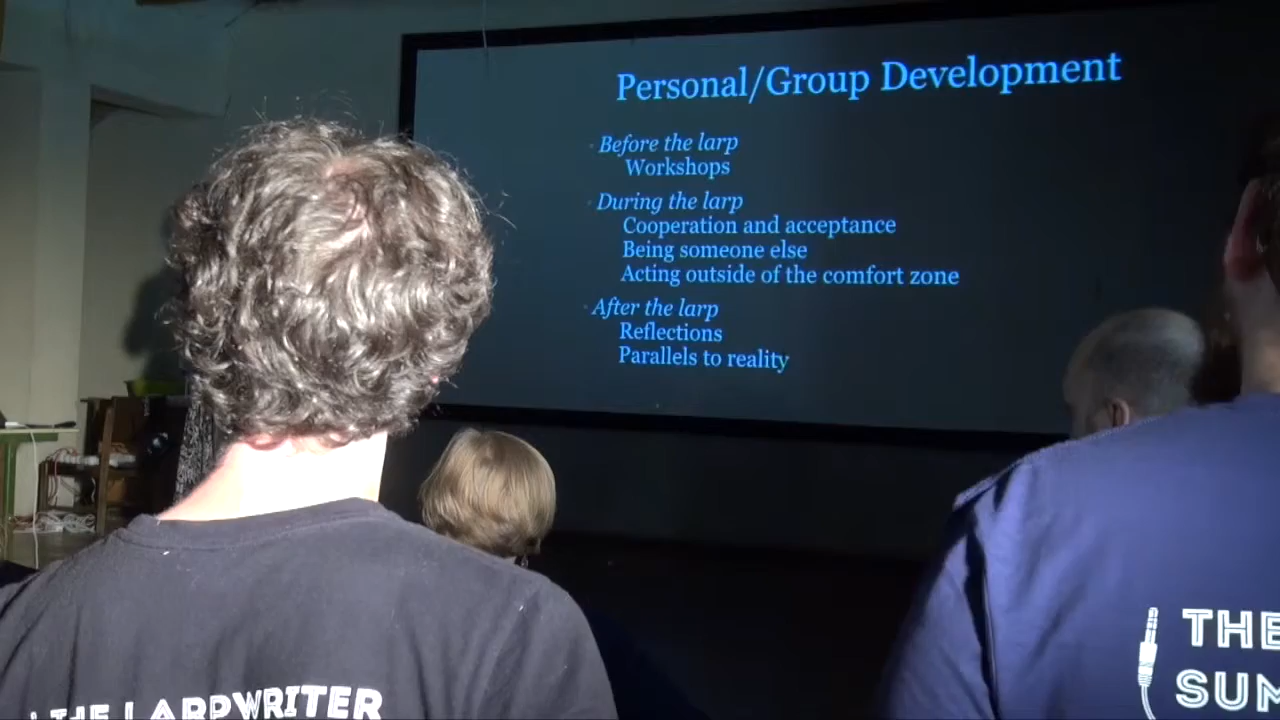 Personal/Group Development
Before the larp
Workshops
During the larp
Cooperation and acceptance
Being someone else
Acting outside of the comfort zone
After the larp
Reflections
Parallels to reality
THE LARPWRITER
THE
SUM